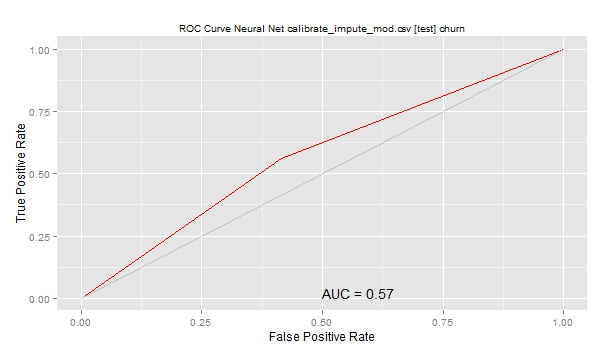 ROC Curve Neural Net calibrate_impute_mod.csv [test] churn
1.00
0.75
0.50
0.25
0.00
True Positive Rate
AUC = 0.57
0.00 0.25 0.50 0.75 1.00
False Positive Rate